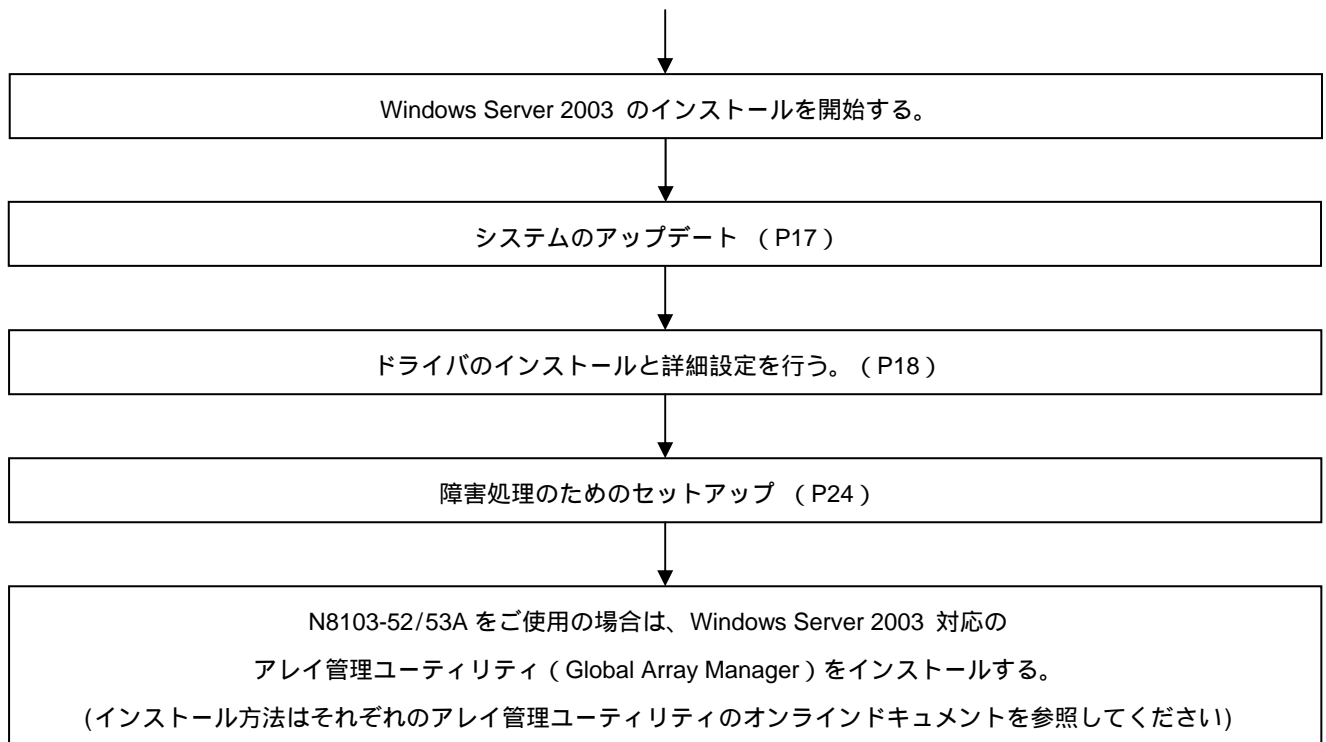 Windows Server 2003 のインストールを開始する。
システムのアップデート （P17）
ドライバのインストールと詳細設定を行う。（P18）
障害処理のためのセットアップ （P24）
N8103-52/53A をご使用の場合は、Windows Server 2003 対応の
アレイ管理ユーティリティ（Global Array Manager）をインストールする。
(インストール方法はそれぞれのアレイ管理ユーティリティのオンラインドキュメントを参照してください)